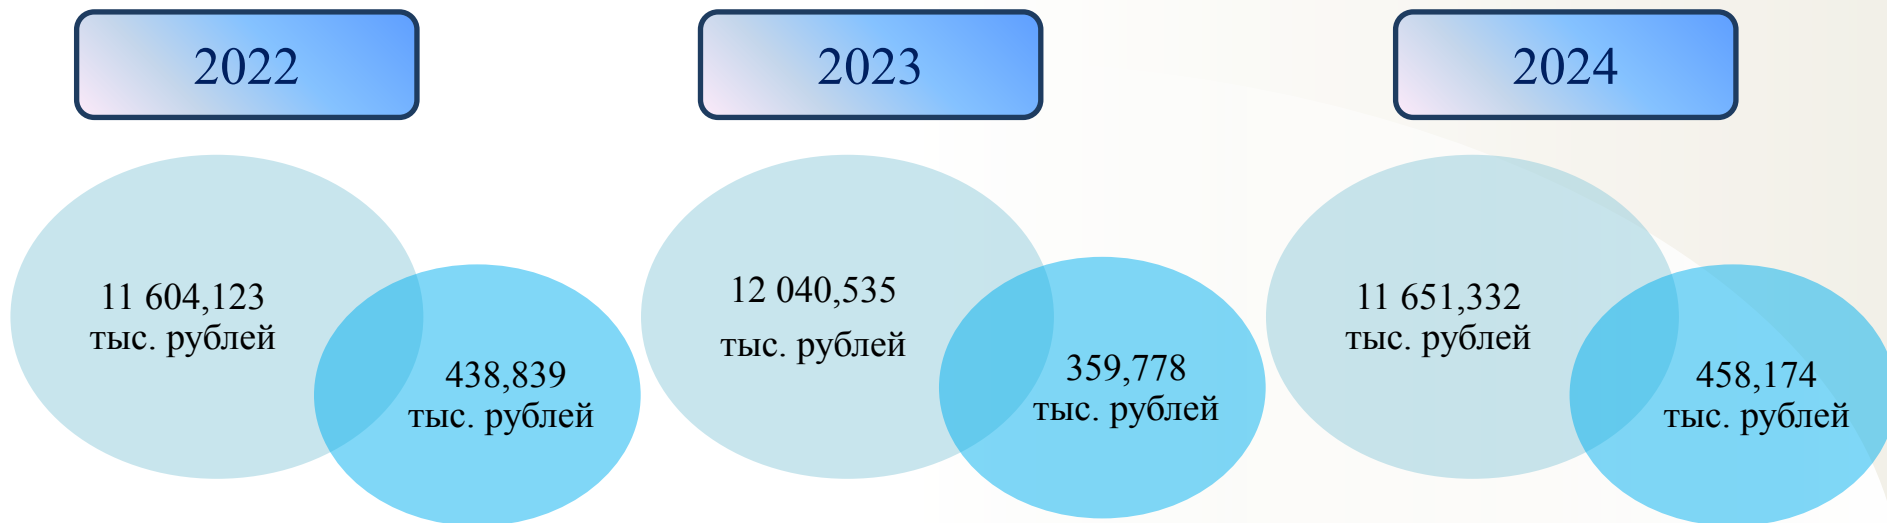 2022
2023
2024
11 604,123
тыс. рублей
438,839
тыс. рублей
12 040,535
тыс. рублей
359,778
тыс. рублей
11 651,332
тыс. рублей
458,174
тыс. рублей